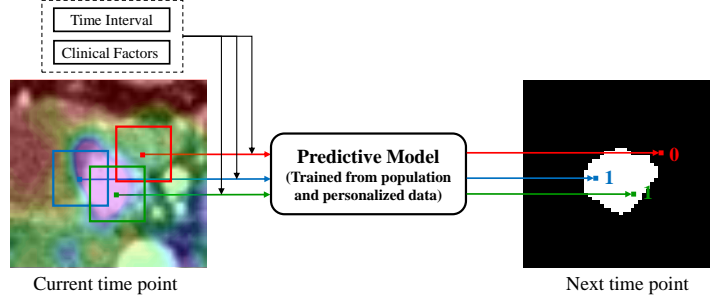 Time Interval
Clinical Factors
Predictive Model
(Trained from population
and personalized data)
0
1
1
Current time point
Next time point